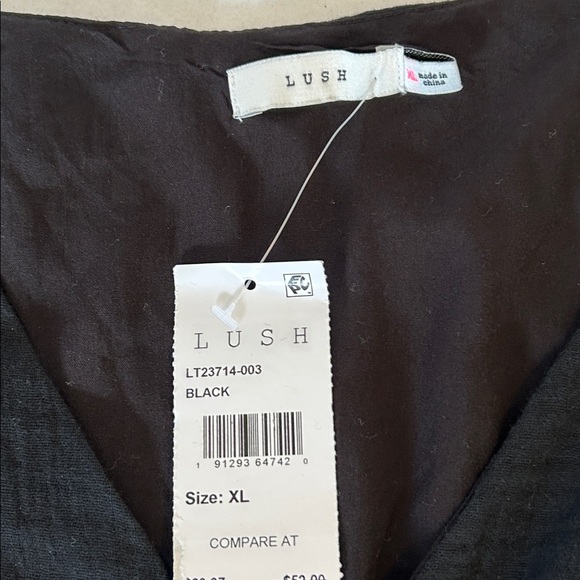 LUSH
XL made in
china
EPC
LUSH
LT23714-003
BLACK
1 91293 64742 0
Size: XL
COMPARE AT
$52.00